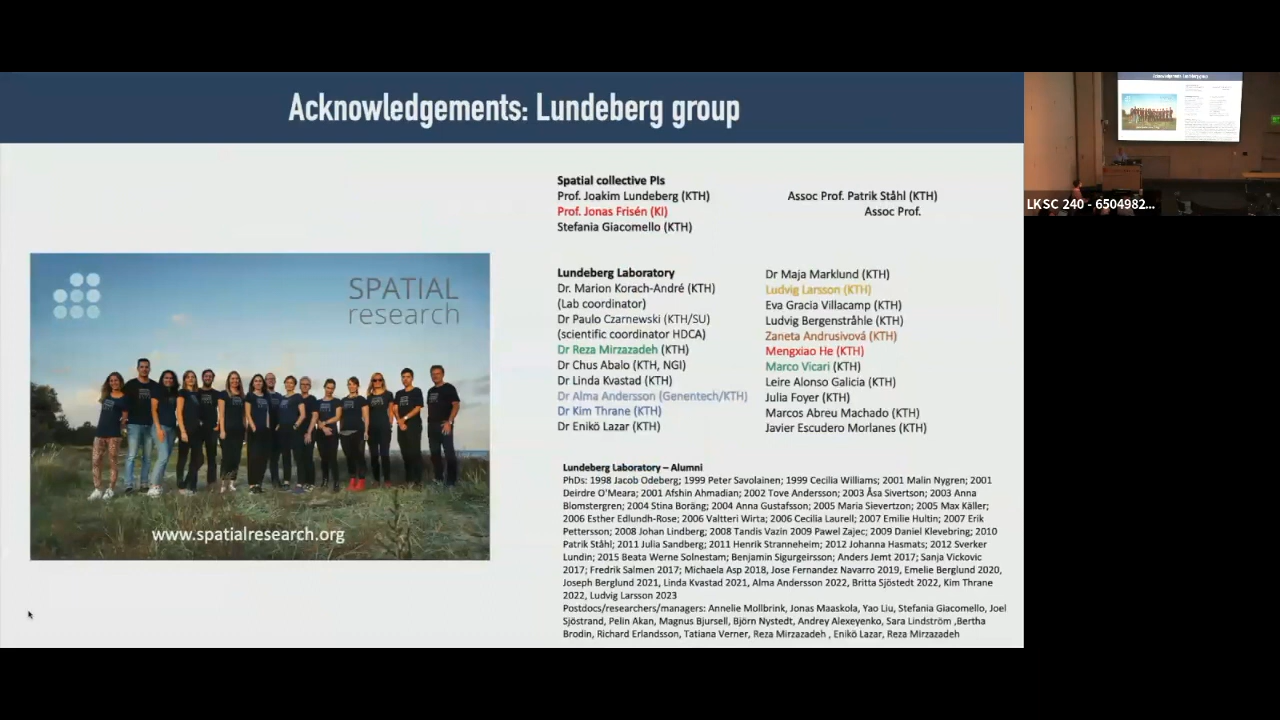 Acknowledgements: Lundeberg group
Spatial collective PIs
Prof. Joakim Lundeberg (KTH)
Assoc Prof. Patrik Ståhl (KTH)
Prof. Jonas Frisén (KI)
Assoc Prof.
Stefania Giacomello (KTH)
SPATIAL
research
www.spatialresearch.org
Lundeberg Laboratory
Dr. Marion Korach-André (KTH)
(Lab coordinator)
Dr Paulo Czarnewski (KTH/SU)
(scientific coordinator HDCA)
Dr Reza Mirzazadeh (KTH)
Dr Chus Abalo (KTH, NGI)
Dr Linda Kvastad (KTH)
Dr Alma Andersson (Genentech/KTH)
Dr Kim Thrane (KTH)
Dr Enikö Lazar (KTH)
Dr Maja Marklund (KTH)
Ludvig Larsson (KTH)
Eva Gracia Villacamp (KTH)
Ludvig Bergenstråhle (KTH)
Zaneta Andrusivová (KTH)
Mengxiao He (KTH)
Marco Vicari (KTH)
Leire Alonso Galicia (KTH)
Julia Foyer (KTH)
Marcos Abreu Machado (KTH)
Javier Escudero Morlanes (KTH)
Lundeberg Laboratory – Alumni
PhDs: 1998 Jacob Odeberg; 1999 Peter Savolainen; 1999 Cecilia Williams; 2001 Malin Nygren; 2001
Deirdre O'Meara; 2001 Afshin Ahmadian; 2002 Tove Andersson; 2003 Åsa Sivertson; 2003 Anna
Blomstergren; 2004 Stina Boräng; 2004 Anna Gustafsson; 2005 Maria Sievertzon; 2005 Max Käller;
2006 Esther Edlundh-Rose; 2006 Valtteri Wirta; 2006 Cecilia Laurell; 2007 Emilie Hultin; 2007 Erik
Pettersson; 2008 Johan Lindberg; 2008 Tandis Vazin 2009 Pawel Zajec; 2009 Daniel Klevebring; 2010
Patrik Ståhl; 2011 Julia Sandberg; 2011 Henrik Stranneheim; 2012 Johanna Hasmats; 2012 Sverker
Lundin; 2015 Beata Werne Solnestam; Benjamin Sigurgeirsson; Anders Jemt 2017; Sanja Vickovic
2017; Fredrik Salmen 2017; Michaela Asp 2018, Jose Fernandez Navarro 2019, Emelie Berglund 2020,
Joseph Berglund 2021, Linda Kvastad 2021, Alma Andersson 2022, Britta Sjöstedt 2022, Kim Thrane
2022, Ludvig Larsson 2023
Postdocs/researchers/managers: Annelie Mollbrink, Jonas Maaskola, Yao Liu, Stefania Giacomello, Joel
Sjöstrand, Pelin Akan, Magnus Bjursell, Björn Nystedt, Andrey Alexeyenko, Sara Lindström ,Bertha
Brodin, Richard Erlandsson, Tatiana Verner, Reza Mirzazadeh , Enikö Lazar, Reza Mirzazadeh
LKSC 240 - 6504982...